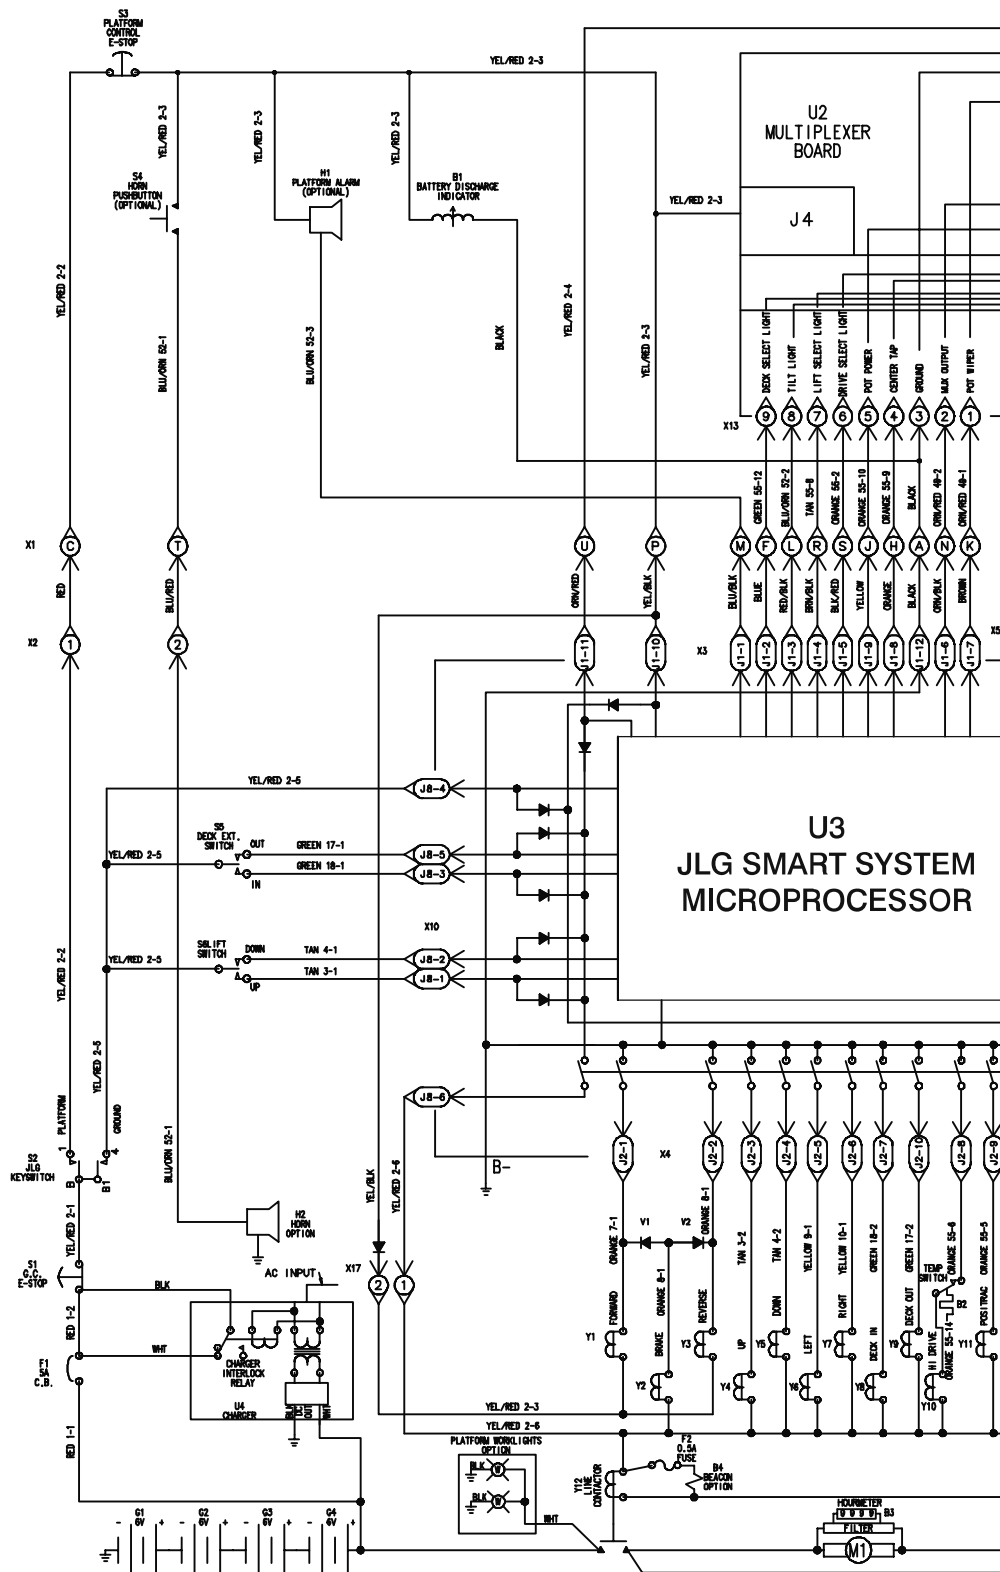 S3
PLATFORM
CONTROL
E-STOP
YEL/RED 2-3
U2
MULTIPLEXER
BOARD
J4
YEL/RED 2-3
YEL/RED 2-3
YEL/RED 2-3
S4
HORN
PUSHBUTTON
(OPTIONAL)
H1
PLATFORM ALARM
(OPTIONAL)
B1
BATTERY DISCHARGE
INDICATOR
YEL/RED 2-3
YEL/RED 2-2
BLU/ORN 52-1
BLU/ORN 52-3
BLACK
YEL/RED 2-4
YEL/RED 2-3
DECK SELECT LIGHT
TILT LIGHT
LIFT SELECT LIGHT
DRIVE SELECT LIGHT
POT POWER
CENTER TAP
GROUND
MUX OUTPUT
POT WIPER
X13
9 8 7 6 5 4 3 2 1
GREEN 55-12
BLU/ORN 52-2
TAN 55-8
ORANGE 55-2
ORANGE 55-10
ORANGE 55-9
BLACK
ORN/RED 49-2
ORN/RED 49-1
X1
C T U P M F L R S J H A N K
RED
BLU/RED
ORN/RED
YEL/BLK
BLU/BLK
BLUE
RED/BLK
BRN/BLK
BLK/RED
YELLOW
ORANGE
BLACK
ORN/BLK
BROWN
X2
1 2
J1-11
J1-10
X3
J1-1
J1-2
J1-3
J1-4
J1-5
J1-9
J1-8
J1-12
J1-6
J1-7
X5
YEL/RED 2-5
J8-4
U3
JLG SMART SYSTEM
MICROPROCESSOR
S5
DECK EXT.
SWITCH
OUT
GREEN 17-1
J8-5
YEL/RED 2-5
GREEN 18-1
J8-3
IN
X10
S6LIFT
SWITCH
DOWN
TAN 4-1
J8-2
YEL/RED 2-5
TAN 3-1
J8-1
UP
YEL/RED 2-2
YEL/RED 2-5
J8-6
PLATFORM
GROUND
1
4
S2
JLG
KEYSWITCH
B
B1
BLU/ORN 52-1
YEL/BLK
YEL/RED 2-6
B-
J2-1
X4
J2-2
J2-3
J2-4
J2-5
J2-6
J2-7
J2-10
J2-8
J2-9
YEL/RED 2-1
H2
HORN
OPTION
ORANGE 7-1
V1
V2
ORANGE 8-1
TAN 3-2
TAN 4-2
YELLOW 9-1
YELLOW 10-1
GREEN 18-2
GREEN 17-2
ORANGE 55-6
ORANGE 55-5
TEMP
SWITCH
B2
S1
G.C.
E-STOP
BLK
AC INPUT
X17
2 1
FORWARD
ORANGE 8-1
REVERSE
DOWN
RIGHT
DECK OUT
POSITRAC
RED 1-2
WHT
Y1
BRAKE
Y3
UP
Y5
LEFT
Y7
DECK IN
Y9
HI DRIVE
ORANGE 55-14
Y11
F1
5A
C.B.
CHARGER
INTERLOCK
RELAY
U4
CHARGER
BLK
DC
OUT
WHT
Y2
Y4
Y6
Y8
Y10
YEL/RED 2-3
YEL/RED 2-6
RED 1-1
PLATFORM WORKLIGHTS
OPTION
BLK
W
BLK
W
WHT
Y12
LINE
CONTACTOR
F2
0.5A
FUSE
B4
BEACON
OPTION
G1
6V
G2
6V
G3
6V
G4
6V
- + - + - + - +
HOURMETER
9 9 9 9
B3
FILTER
M1